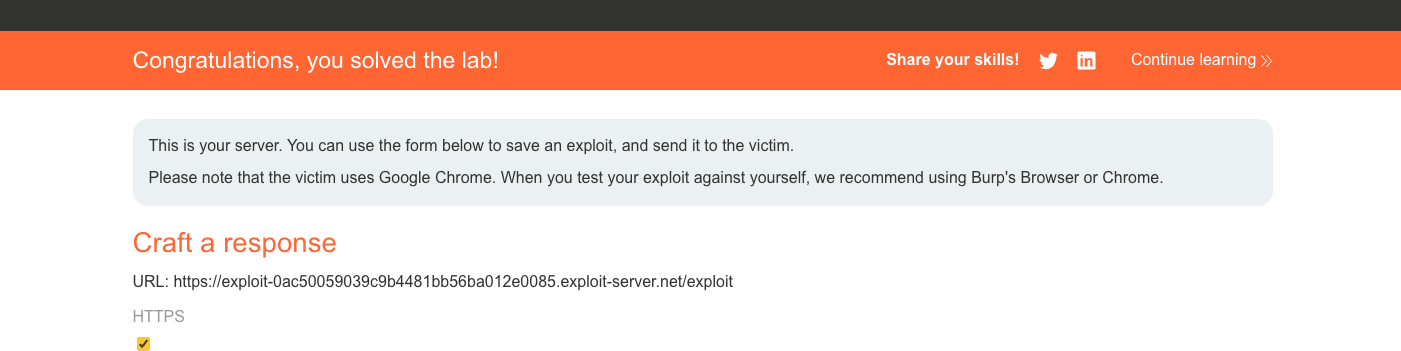 Congratulations, you solved the lab!
Share your skills!
Continue learning
This is your server. You can use the form below to save an exploit, and send it to the victim.
Please note that the victim uses Google Chrome. When you test your exploit against yourself, we recommend using Burp's Browser or Chrome.
Craft a response
URL: https://exploit-0ac50059039c9b4481bb56ba012e0085.exploit-server.net/exploit
HTTPS